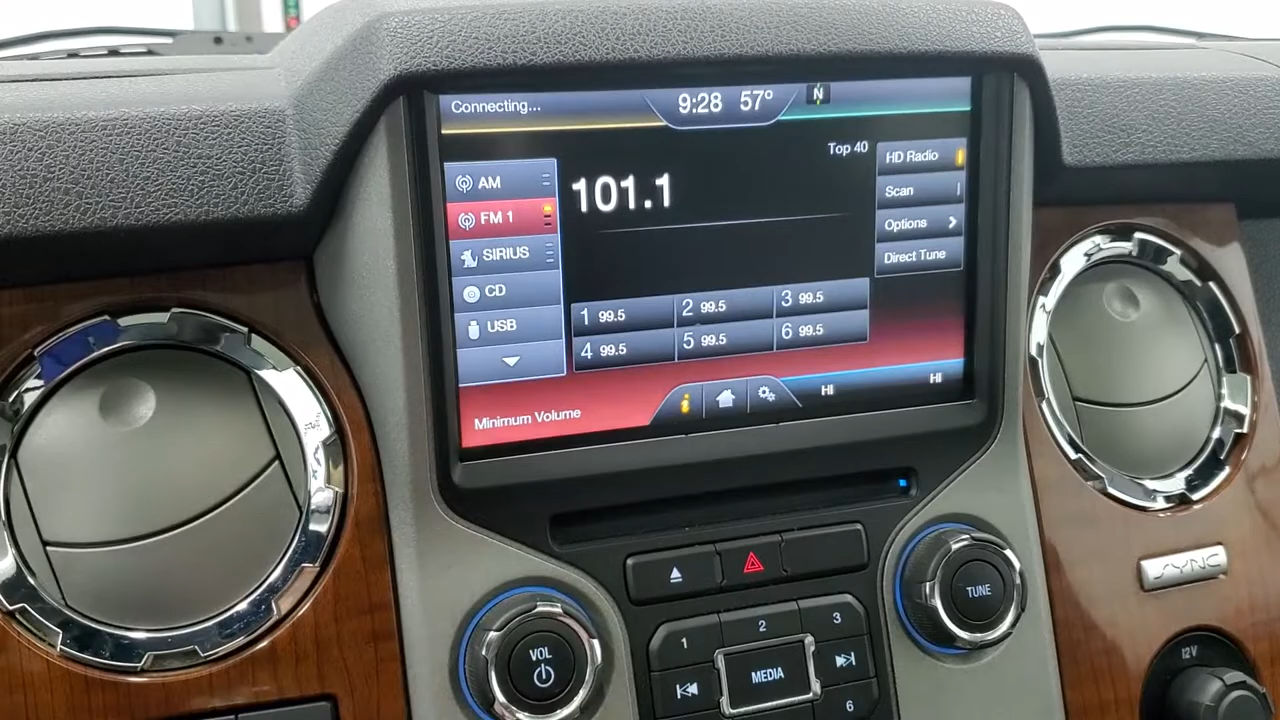 Connecting...
9:28 57°
N
Top 40
101.1
AM
FM 1
SIRIUS
CD
USB
HD Radio
Scan
Options
Direct Tune
1 99.5
2 99.5
3 99.5
4 99.5
5 99.5
6 99.5
Minimum Volume
i
HI
HI
VOL
TUNE
1
2
3
MEDIA
6
SYNC
12V